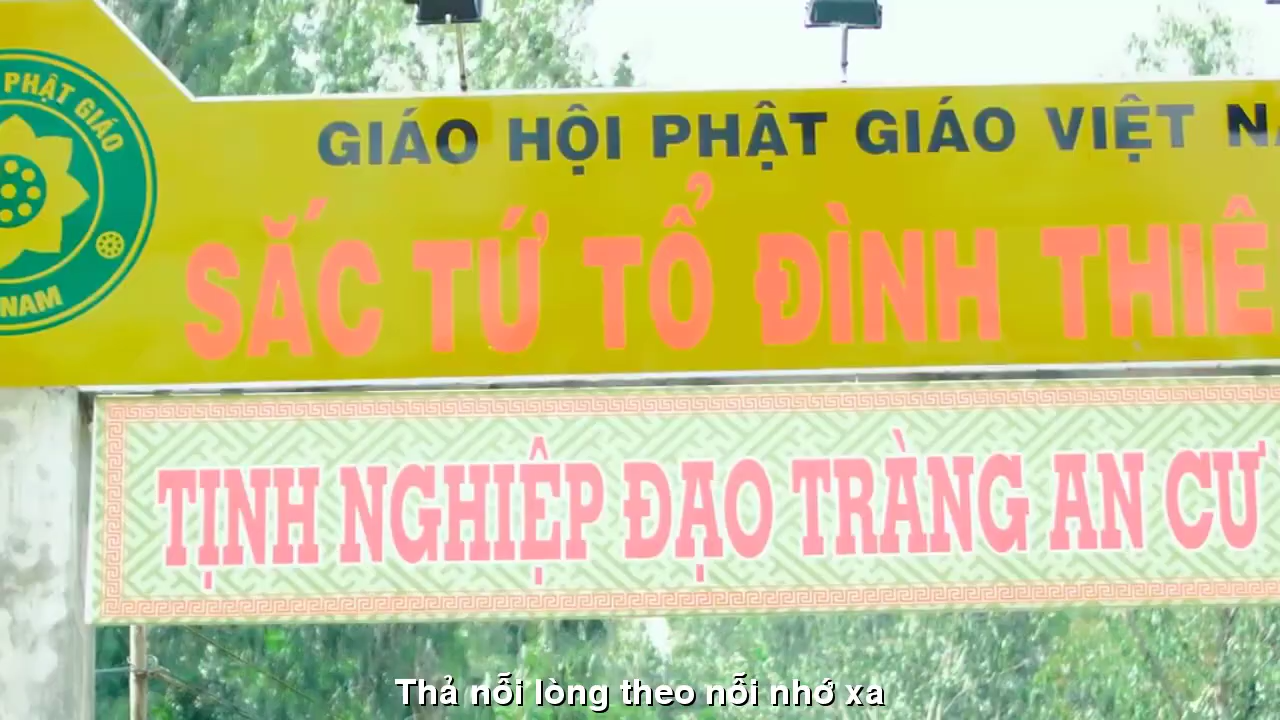 PHẬT GIÁO
NAM
GIÁO HỘI PHẬT GIÁO VIỆT
SẮC TỨ TỔ ĐÌNH
TỊNH NGHIỆP ĐẠO TRÀNG AN CƯ
Thả nỗi lòng theo nỗi nhớ xa